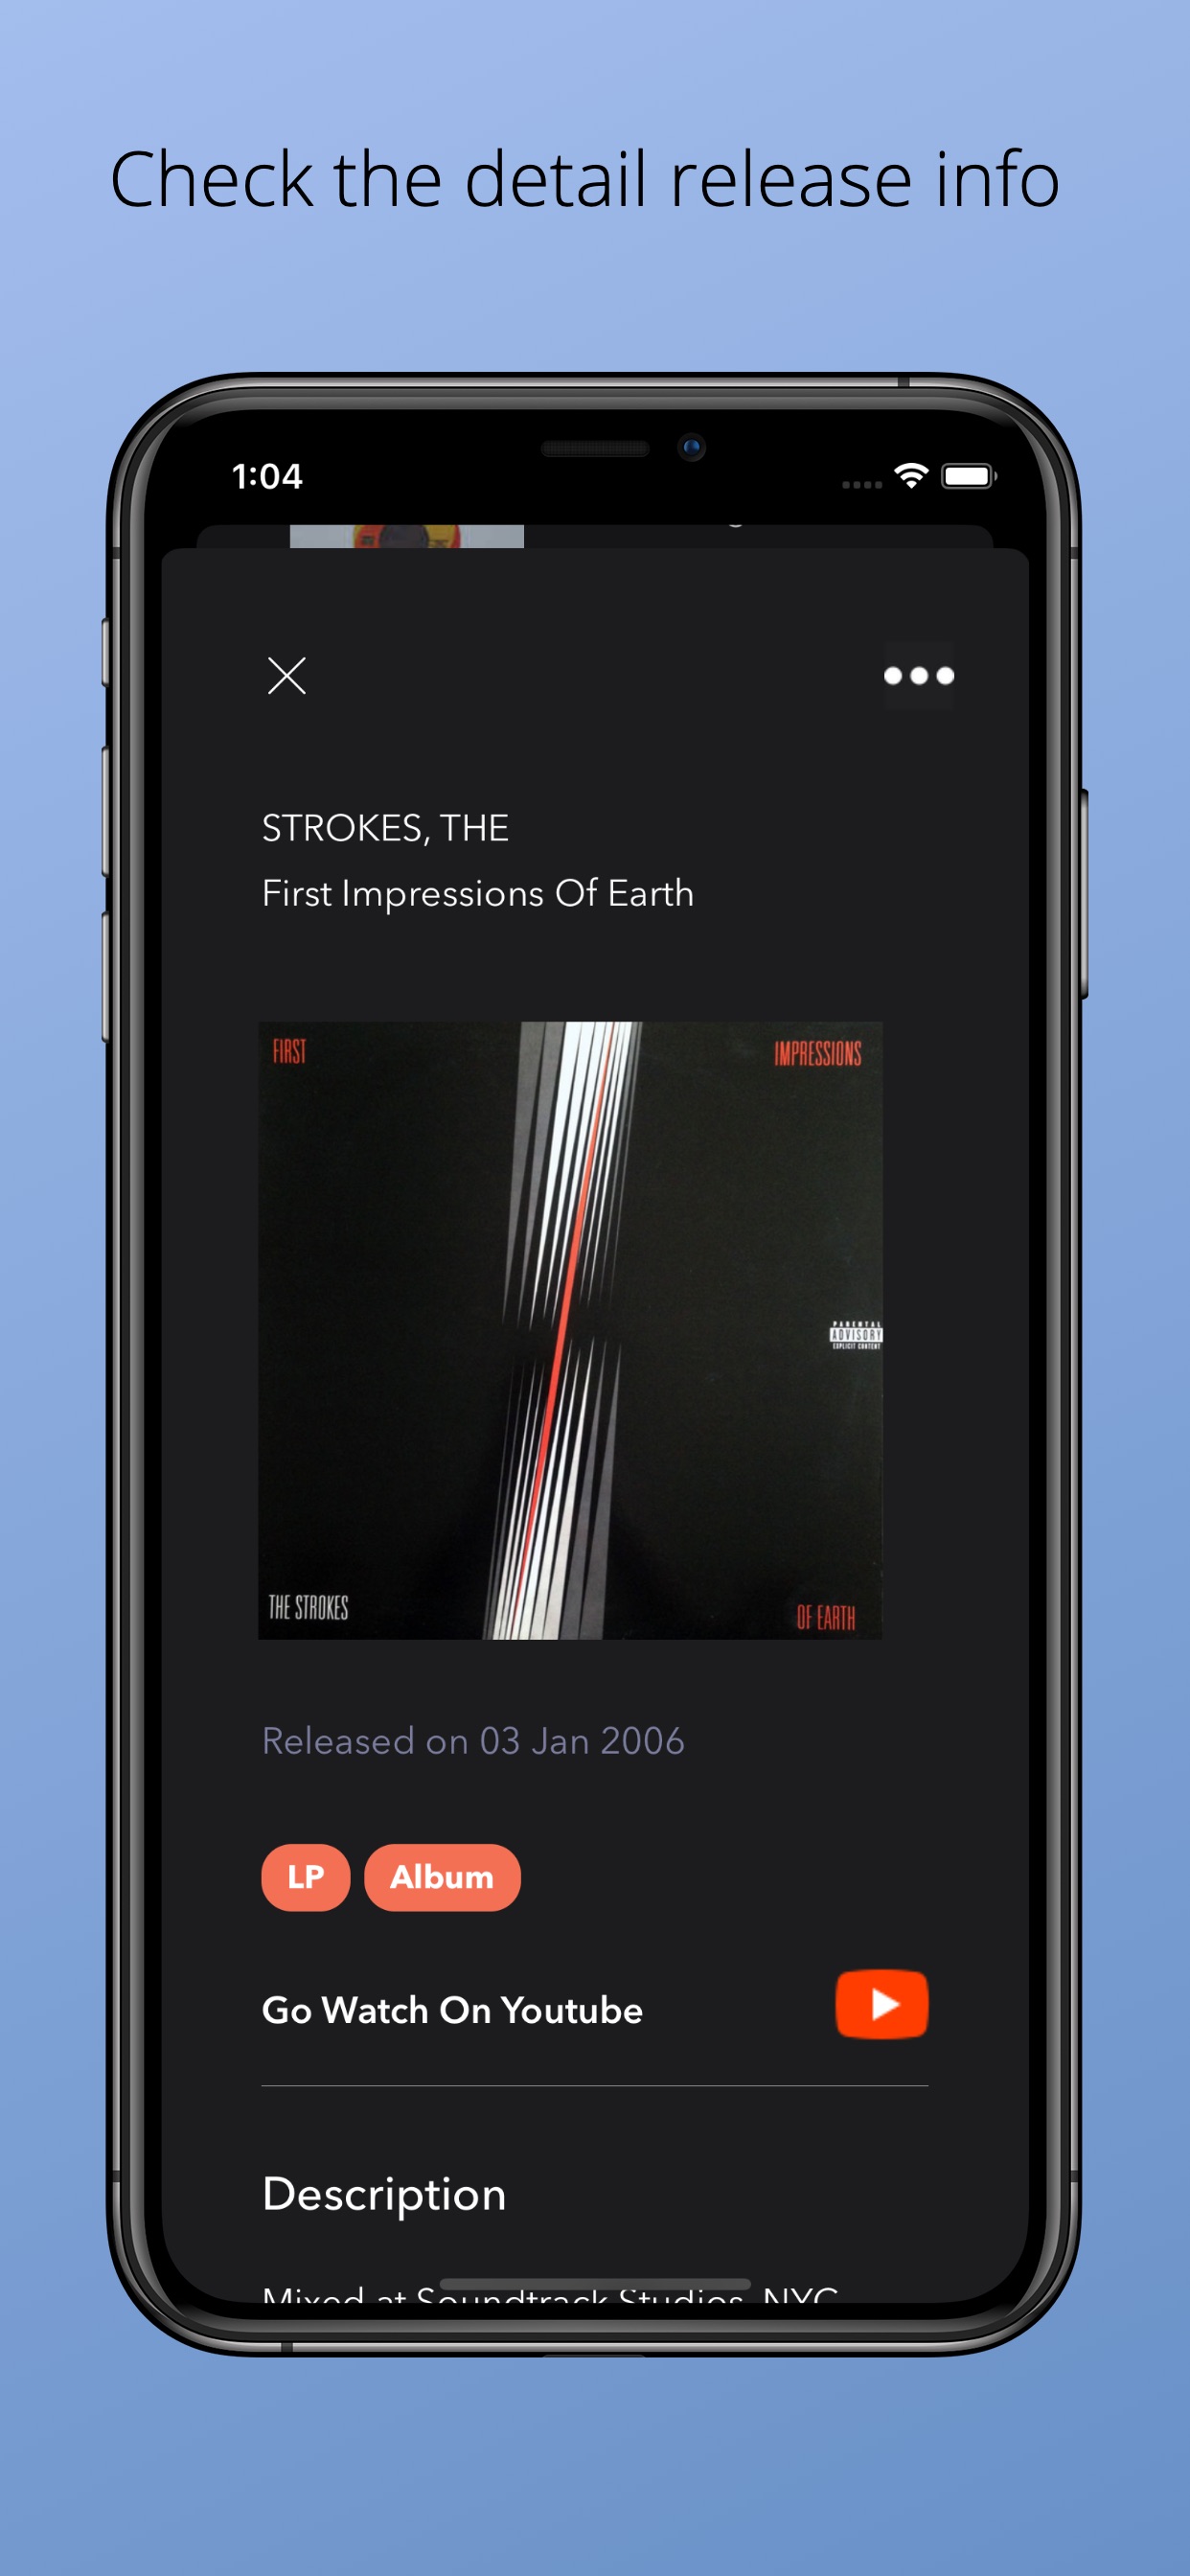 Check the detail release info
1:04
STROKES, THE
First Impressions Of Earth
FIRST
IMPRESSIONS
PARENTAL
ADVISORY
EXPLICIT CONTENT
THE STROKES
OF EARTH
Released on 03 Jan 2006
LP
Album
Go Watch On Youtube
Description
Mixed at Soundtrack Studios, NYC